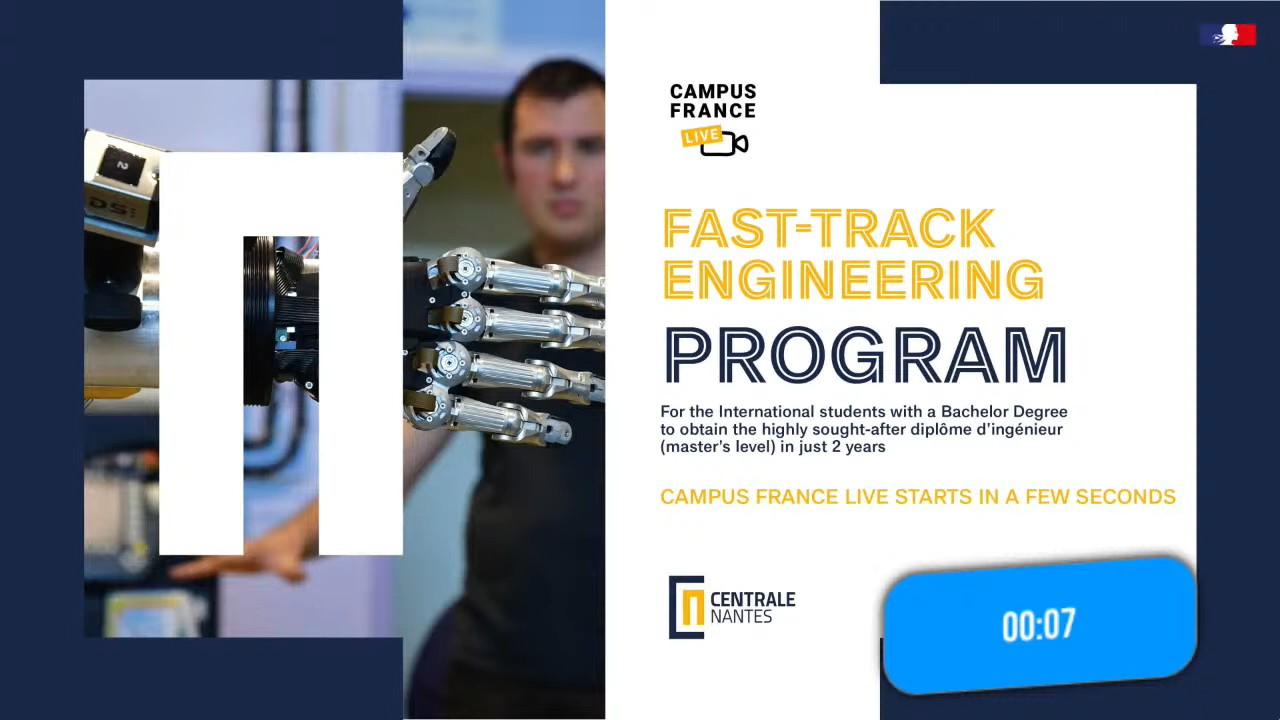 CAMPUS
FRANCE
LIVE
FAST-TRACK
ENGINEERING
PROGRAM
For the International students with a Bachelor Degree
to obtain the highly sought-after diplôme d'ingénieur
(master's level) in just 2 years
CAMPUS FRANCE LIVE STARTS IN A FEW SECONDS
CENTRALE
NANTES
00:07
2
DS